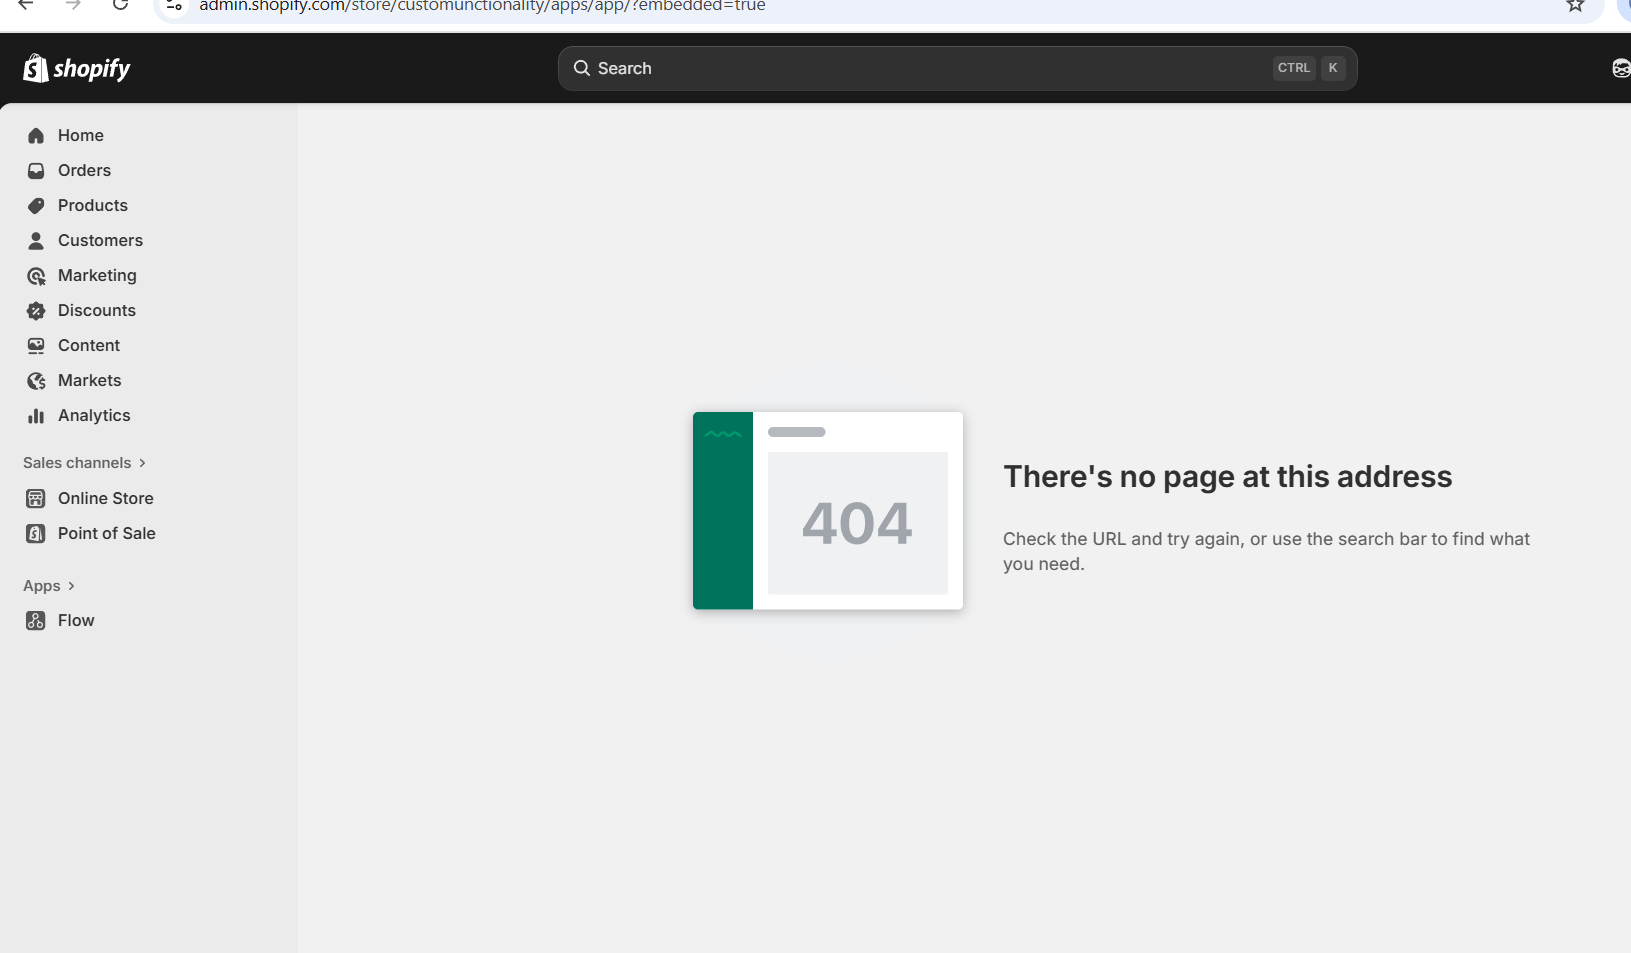 admin.shopify.com/store/customunctionality/apps/app/?embedded=true
shopify
Search
CTRL K
Home
Orders
Products
Customers
Marketing
Discounts
Content
Markets
Analytics
Sales channels
Online Store
Point of Sale
Apps
Flow
404
There's no page at this address
Check the URL and try again, or use the search bar to find what
you need.